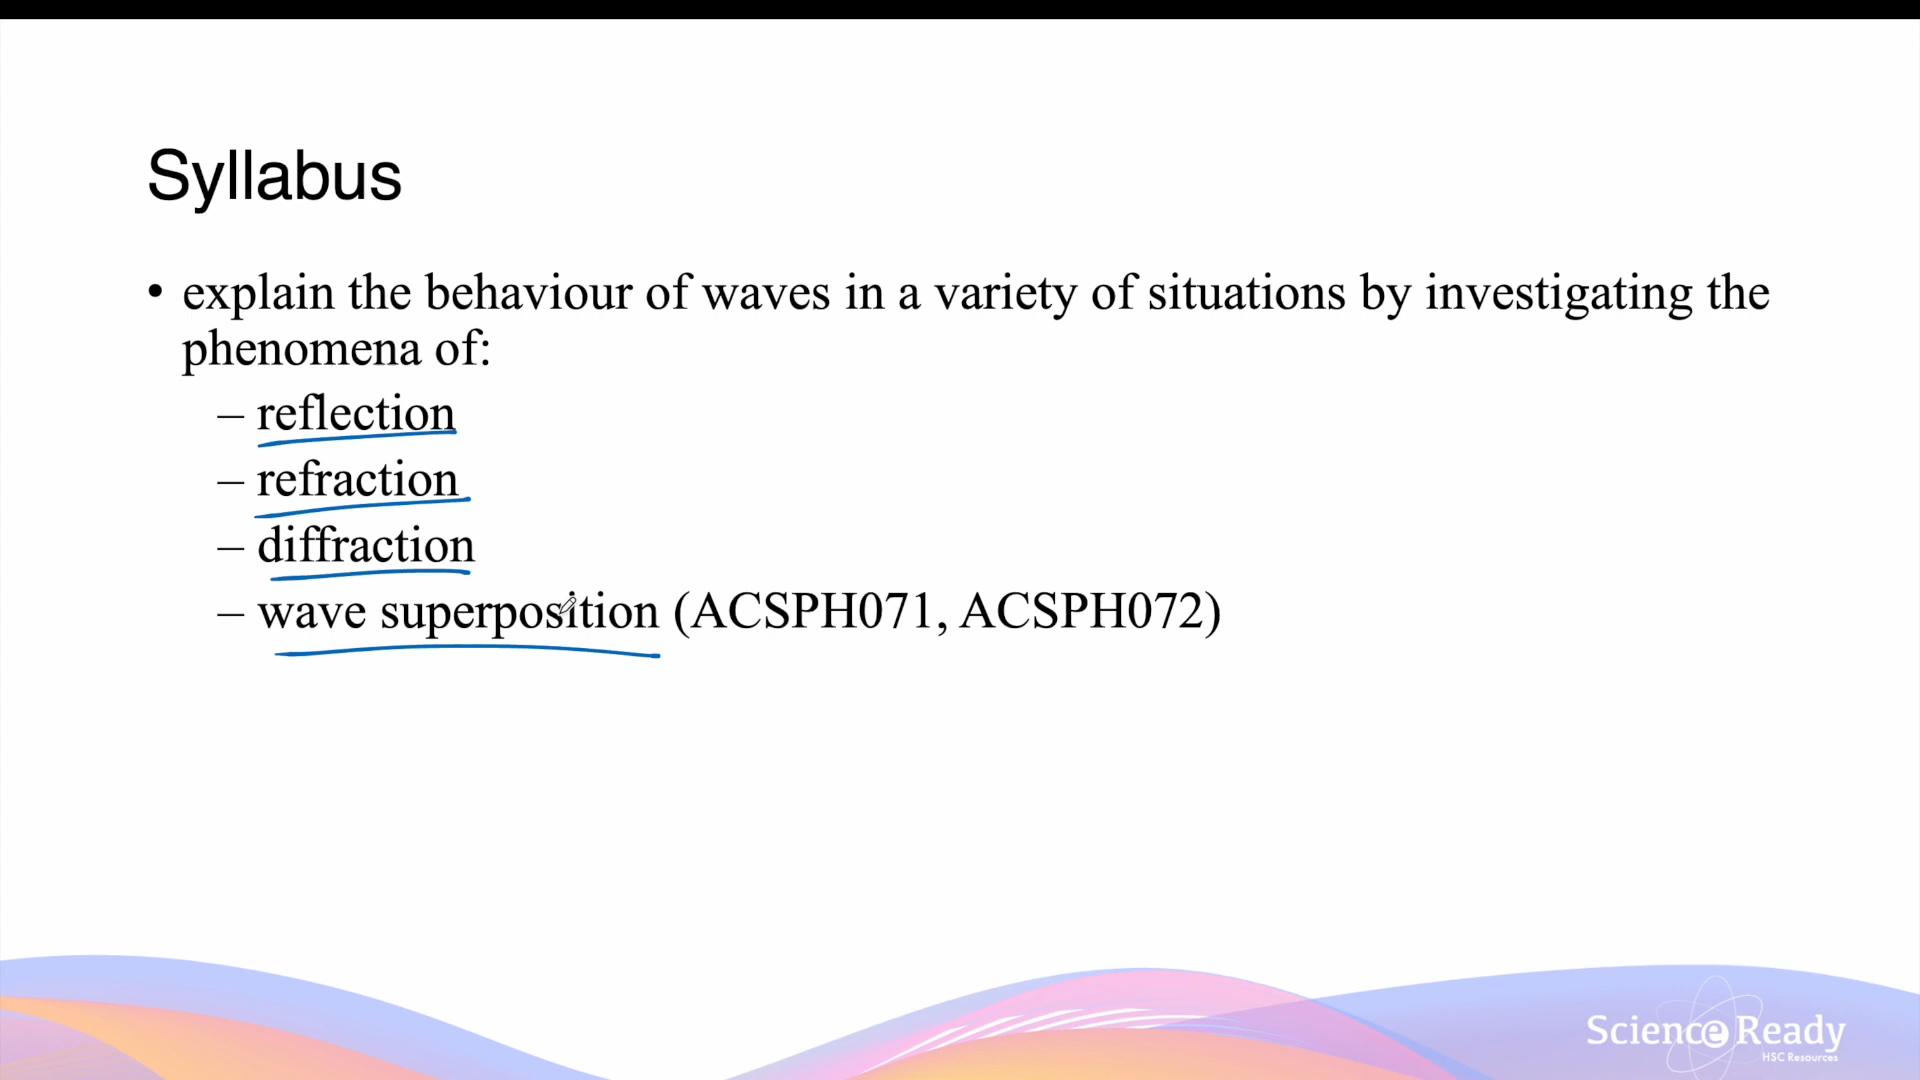 Syllabus
• explain the behaviour of waves in a variety of situations by investigating the
phenomena of:
– reflection
– refraction
– diffraction
– wave superposition (ACSPH071, ACSPH072)
Science Ready
HSC Resources